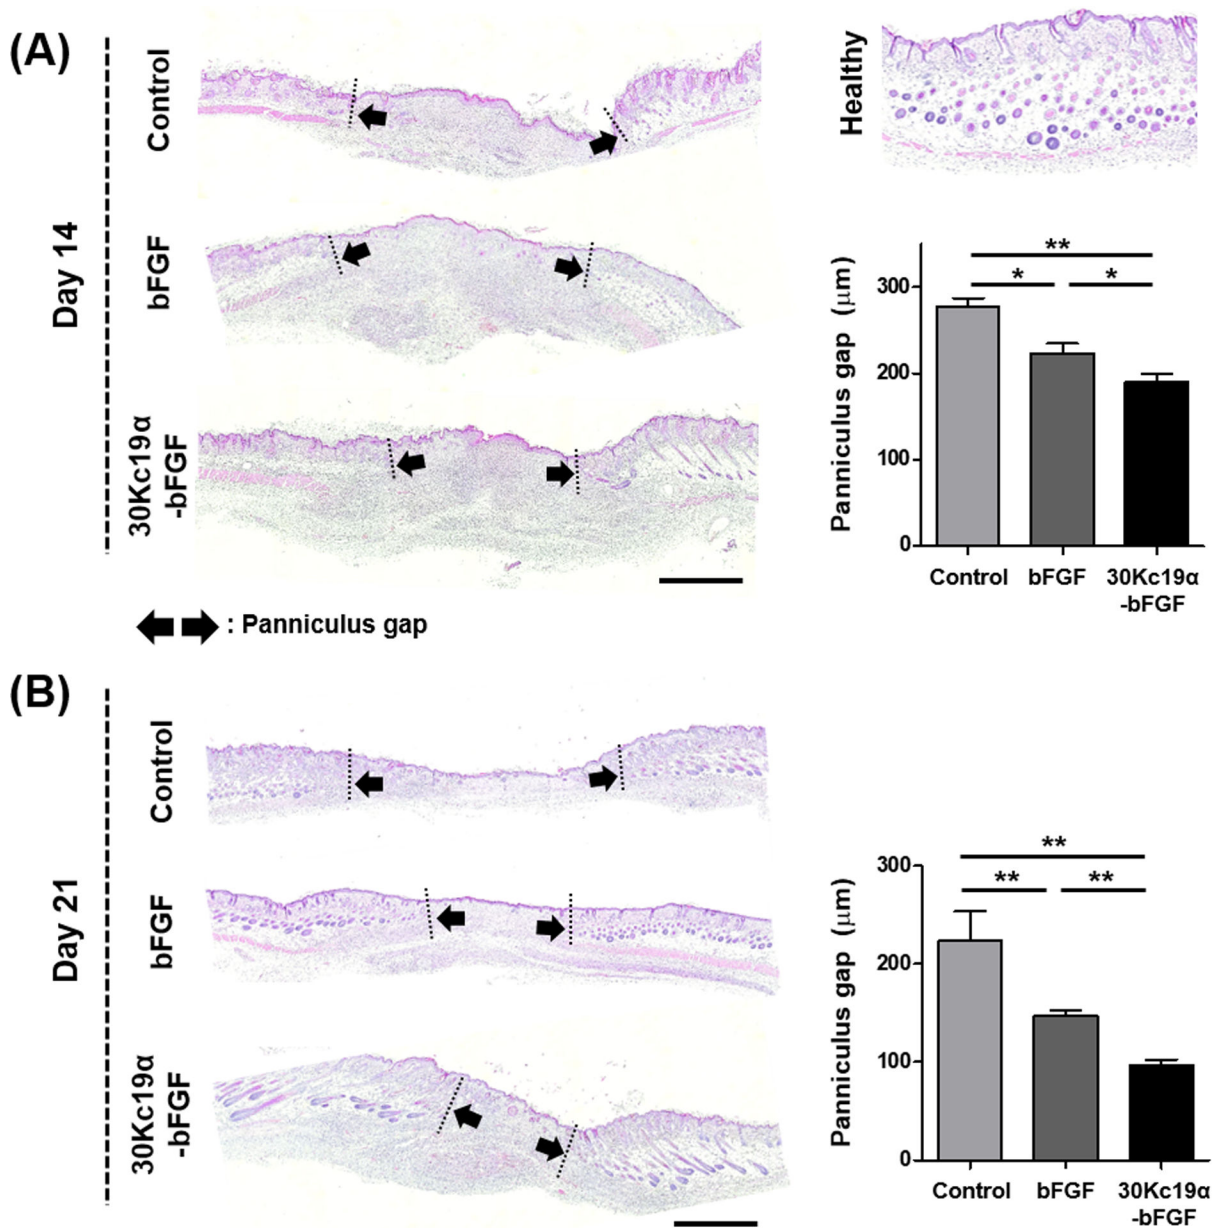 (A)
Day 14
Control
bFGF
30Kc19α
-bFGF
Healthy
Panniculus gap (μm)
300
200
100
0
**
*
*
Control
bFGF
30Kc19α
-bFGF
: Panniculus gap
(B)
Day 21
Control
bFGF
30Kc19α
-bFGF
Panniculus gap (μm)
300
200
100
0
**
**
**
Control
bFGF
30Kc19α
-bFGF